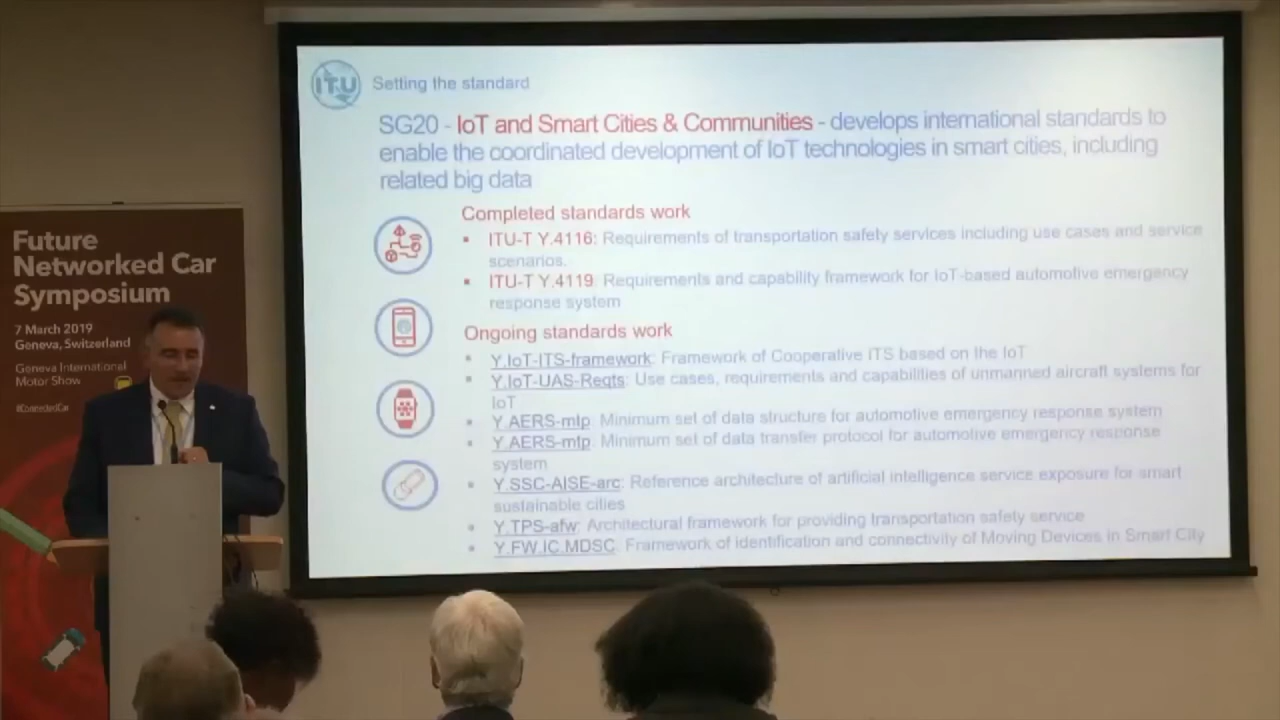 ITU
Setting the standard
SG20 - IoT and Smart Cities & Communities - develops international standards to
enable the coordinated development of IoT technologies in smart cities, including
related big data
Completed standards work
▪ ITU-T Y.4116: Requirements of transportation safety services including use cases and service
scenarios.
▪ ITU-T Y.4119: Requirements and capability framework for IoT-based automotive emergency
response system
Ongoing standards work
▪ Y.IoT-ITS-framework: Framework of Cooperative ITS based on the IoT
▪ Y.IoT-UAS-Reqts: Use cases, requirements and capabilities of unmanned aircraft systems for
IoT
▪ Y.AERS-mlp: Minimum set of data structure for automotive emergency response system
▪ Y.AERS-mfp: Minimum set of data transfer protocol for automotive emergency response
system
▪ Y.SSC-AISE-arc: Reference architecture of artificial intelligence service exposure for smart
sustainable cities
▪ Y.TPS-afw: Architectural framework for providing transportation safety service
▪ Y.FW.IC.MDSC: Framework of identification and connectivity of Moving Devices in Smart City
Future
Networked Car
Symposium
7 March 2019
Geneva, Switzerland
Geneva International
Motor Show
#ConnectedCar